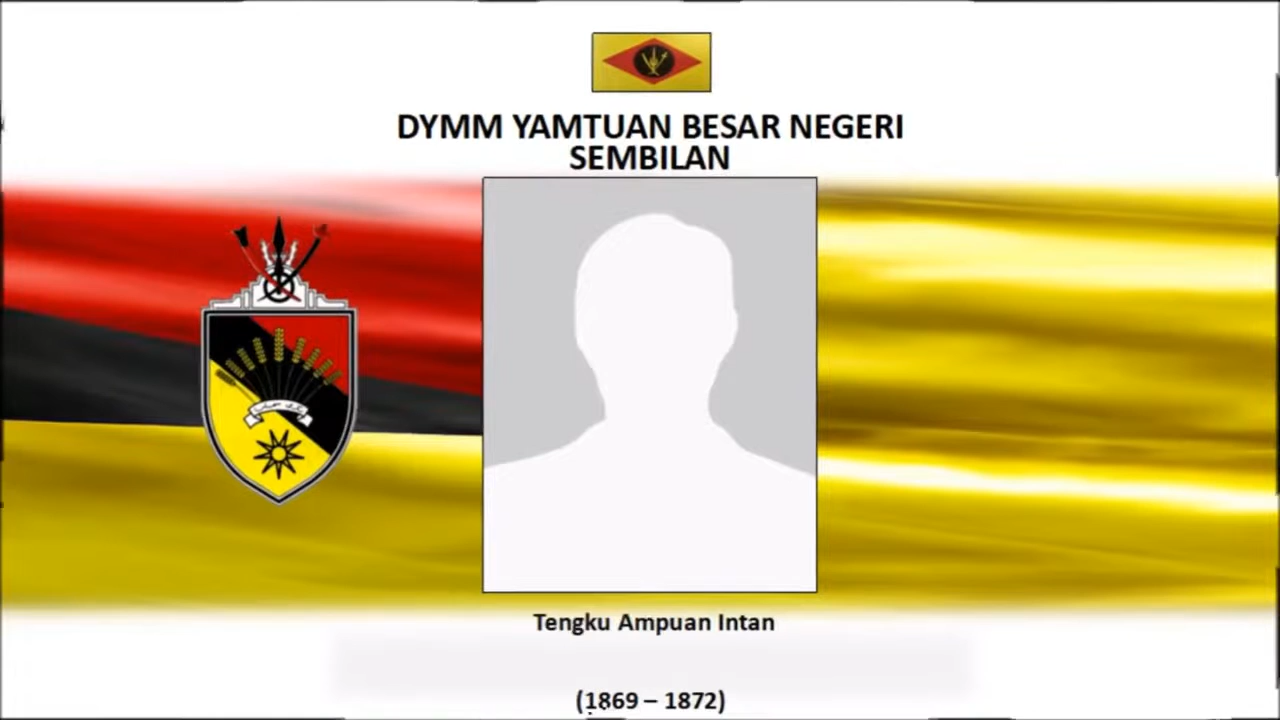 DYMM YAMTUAN BESAR NEGERI
SEMBILAN
Tengku Ampuan Intan
(1869 – 1872)